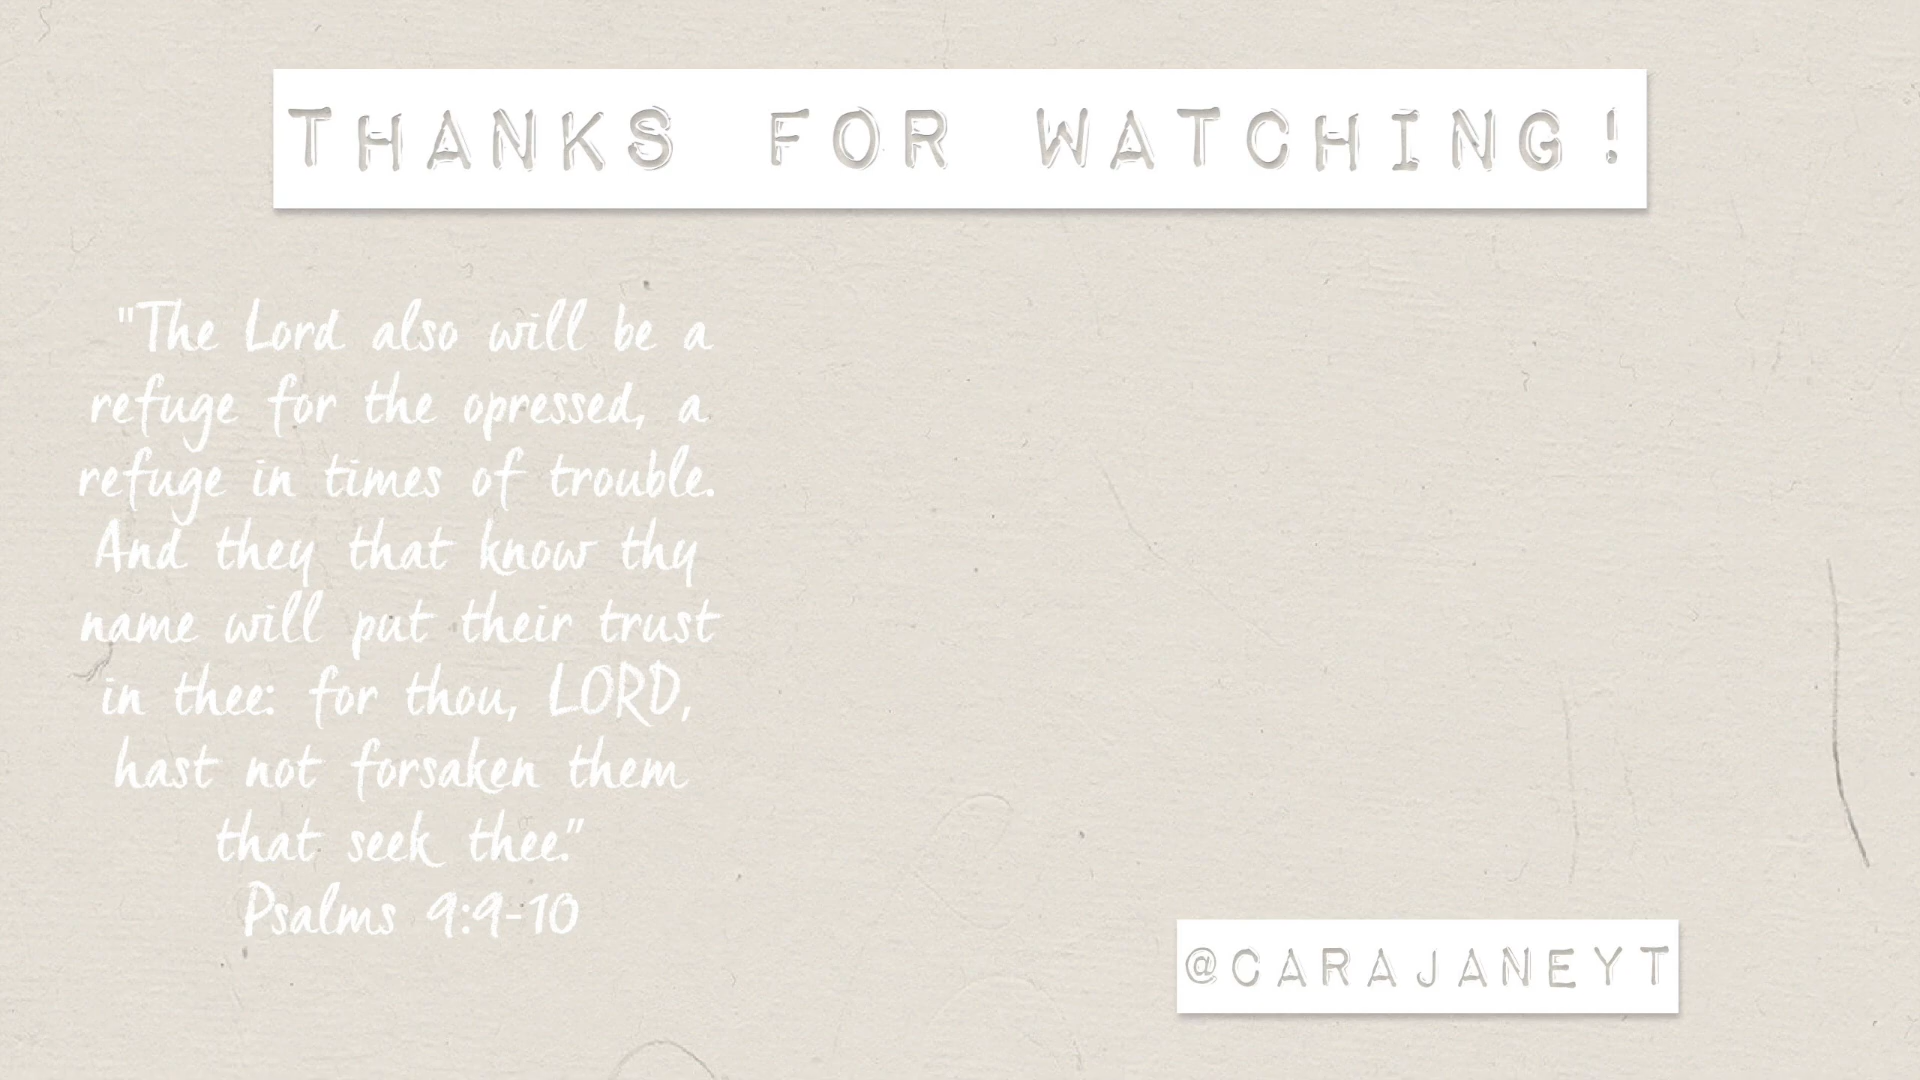 THANKS FOR WATCHING!
"The Lord also will be a
refuge for the opressed, a
refuge in times of trouble.
And they that know thy
name will put their trust
in thee: for thou, LORD,
hast not forsaken them
that seek thee."
Psalms 9:9-10
@CARAJANEYT